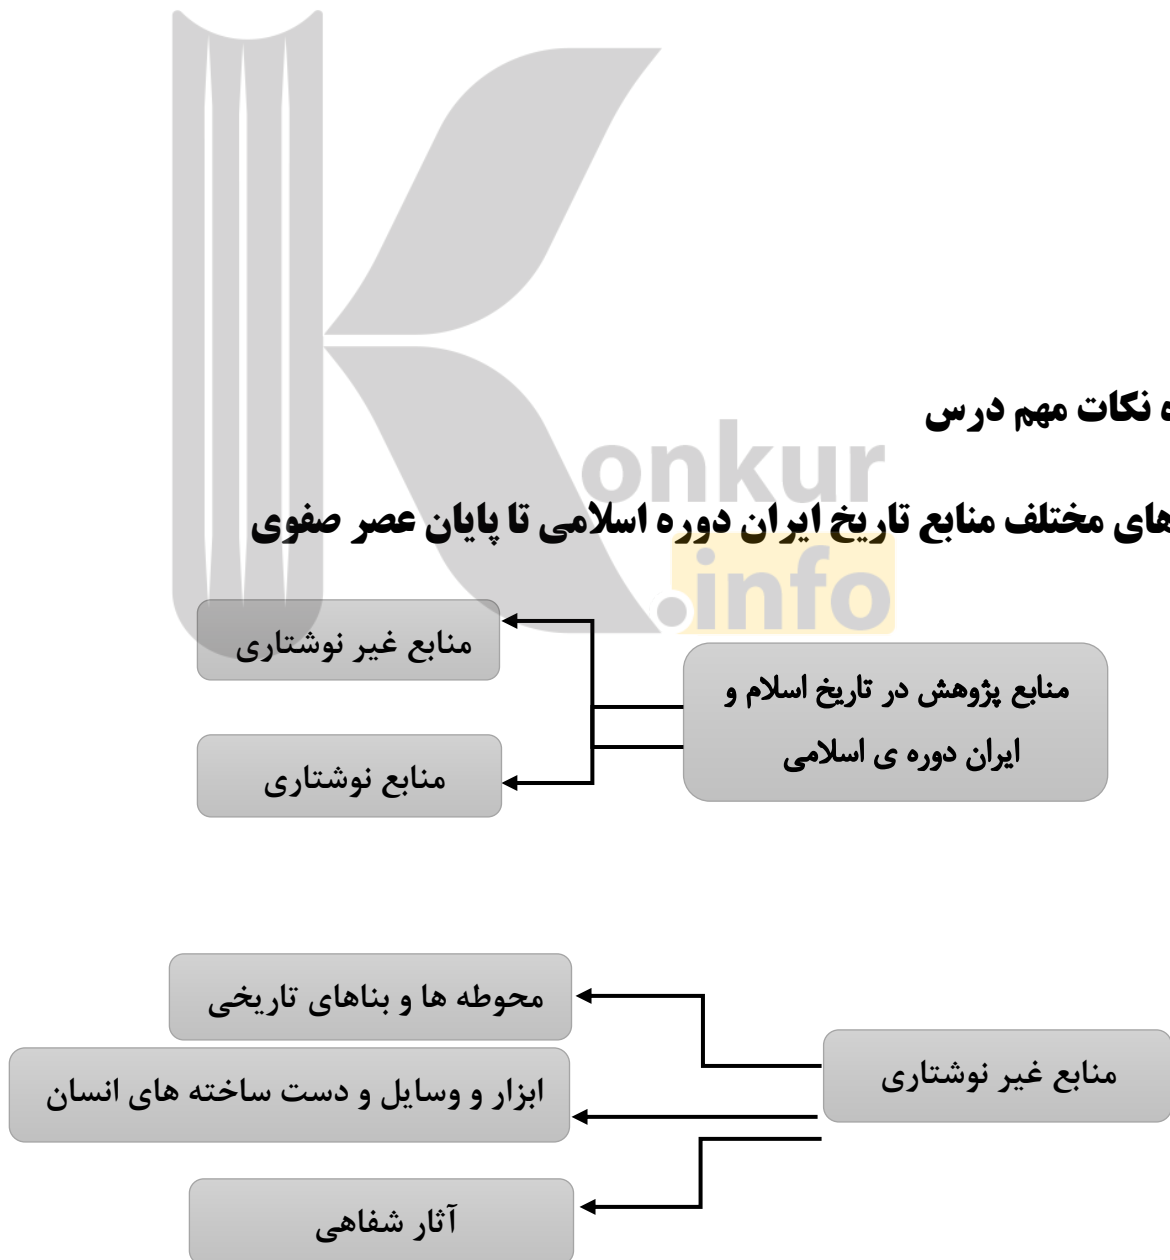 نکات مهم درس
های مختلف منابع تاریخ ایران دوره اسلامی تا پایان عصر صفوی
onkur
.info
منابع پژوهش در تاریخ اسلام و
ایران دوره ی اسلامی
منابع غیر نوشتاری
منابع نوشتاری
منابع غیر نوشتاری
محوطه ها و بناهای تاریخی
ابزار و وسایل و دست ساخته های انسان
آثار شفاهی